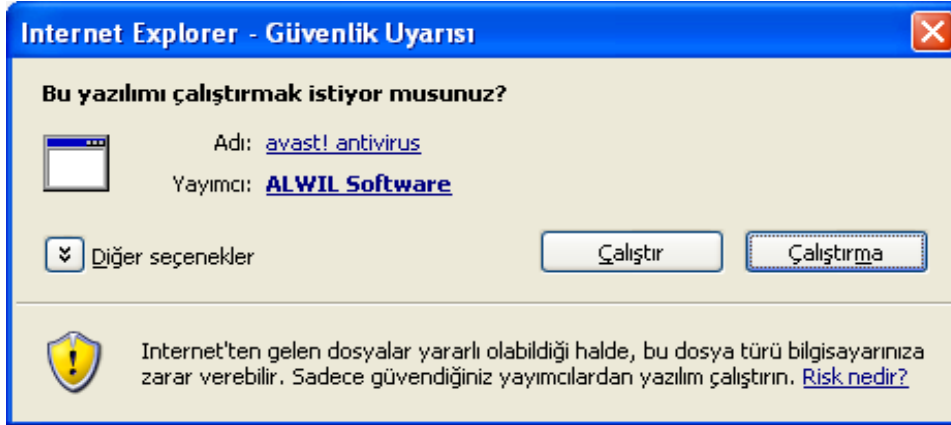 Internet Explorer - Güvenlik Uyarısı
Bu yazılımı çalıştırmak istiyor musunuz?
Adı: avast! antivirus
Yayımcı: ALWIL Software
Diğer seçenekler Çalıştır Çalıştırma
Internet'ten gelen dosyalar yararlı olabildiği halde, bu dosya türü bilgisayarınıza
zarar verebilir. Sadece güvendiğiniz yayımcılardan yazılım çalıştırın. Risk nedir?